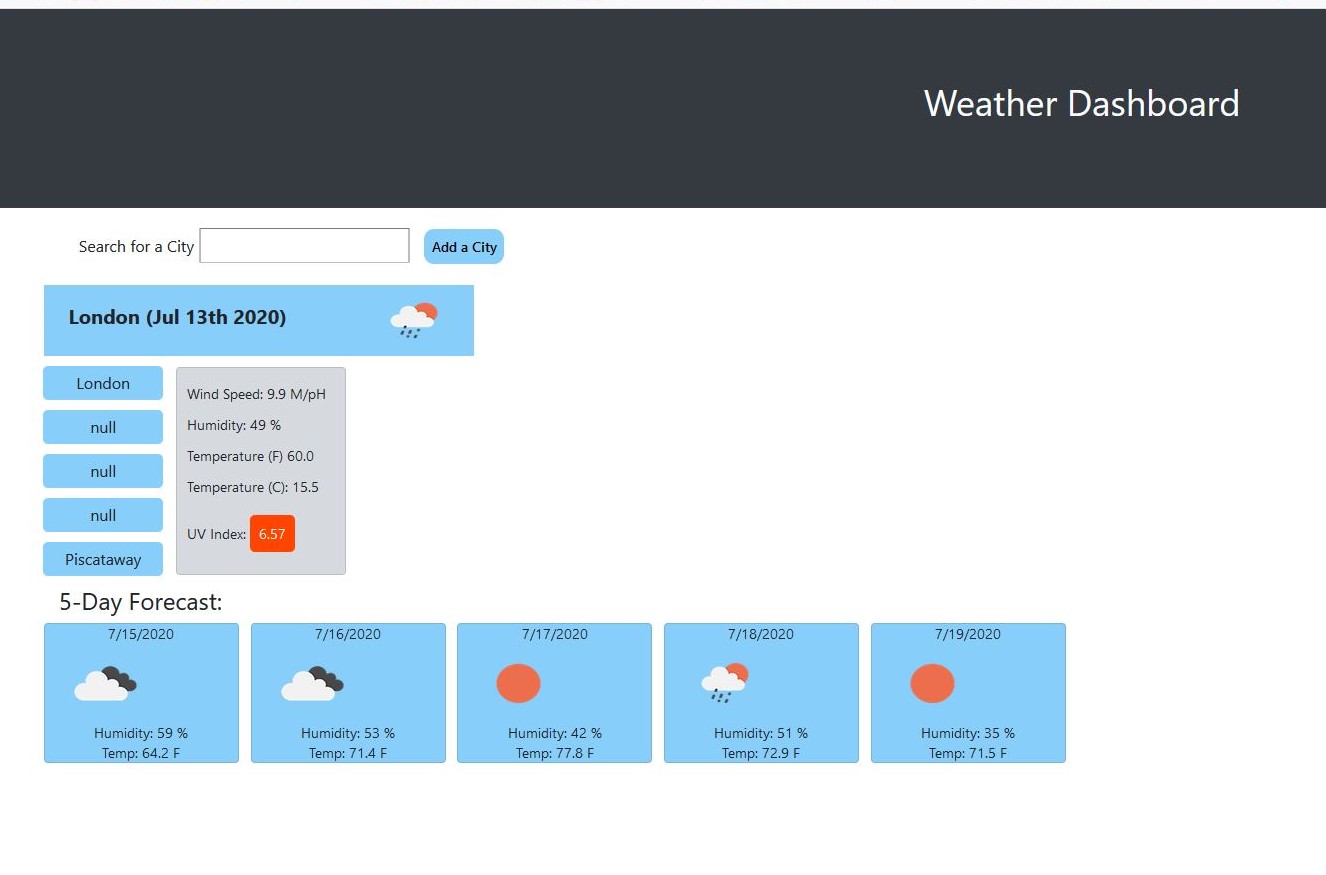 Weather Dashboard
Search for a City
Add a City
London (Jul 13th 2020)
London
null
null
null
Piscataway
Wind Speed: 9.9 M/pH
Humidity: 49 %
Temperature (F) 60.0
Temperature (C): 15.5
UV Index: 6.57
5-Day Forecast:
7/15/2020
Humidity: 59 %
Temp: 64.2 F
7/16/2020
Humidity: 53 %
Temp: 71.4 F
7/17/2020
Humidity: 42 %
Temp: 77.8 F
7/18/2020
Humidity: 51 %
Temp: 72.9 F
7/19/2020
Humidity: 35 %
Temp: 71.5 F